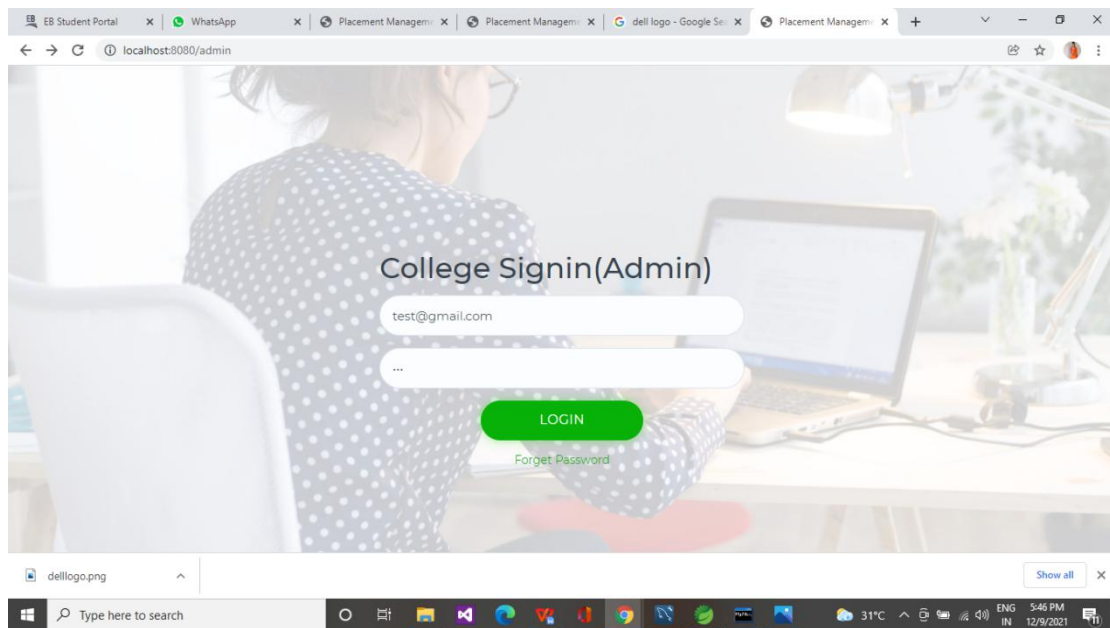 EB Student Portal
WhatsApp
Placement Manageme
Placement Manageme
dell logo - Google Sea
Placement Manageme
localhost:8080/admin
College Signin(Admin)
test@gmail.com
...
LOGIN
Forget Password
delllogo.png
Show all
Type here to search
31°C
ENG
5:46 PM
IN
12/9/2021